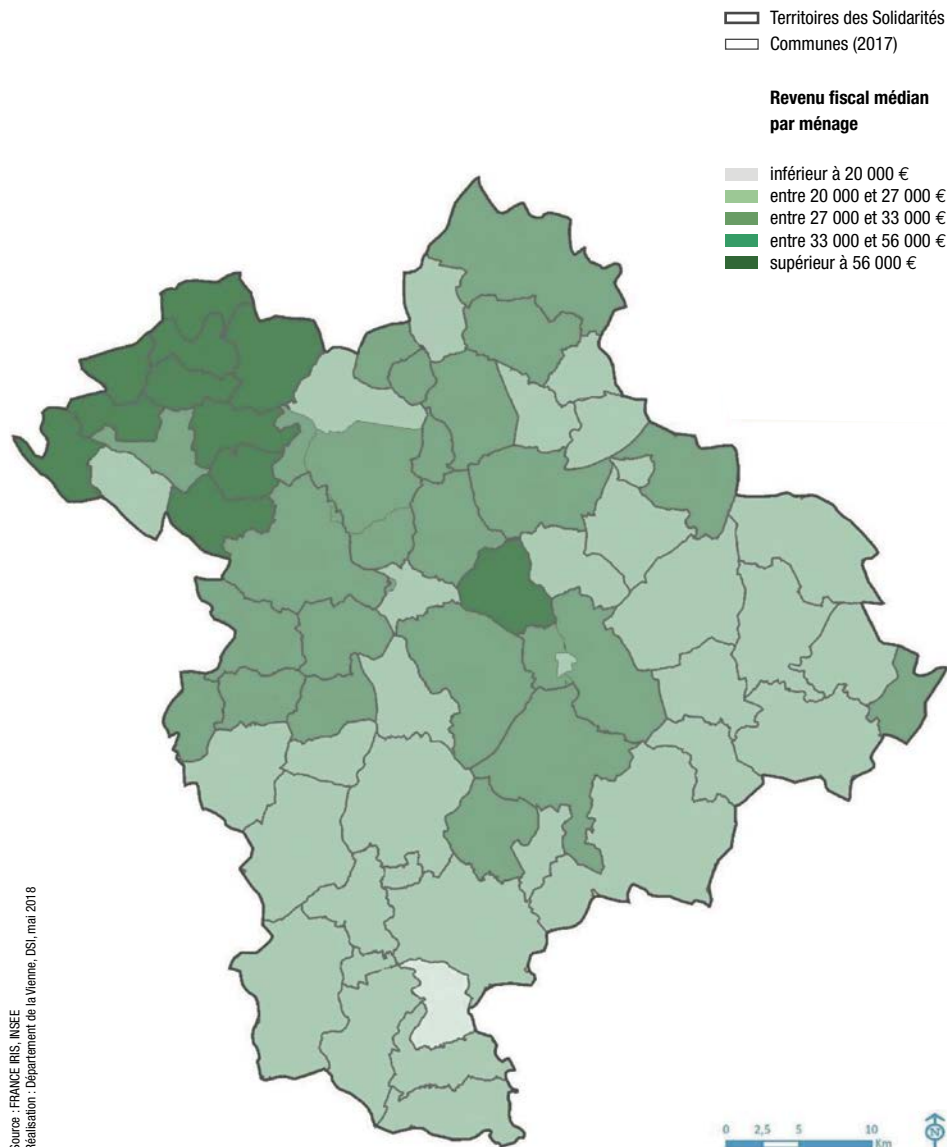 Territoires des Solidarités
Communes (2017)
Revenu fiscal médian
par ménage
inférieur à 20 000 €
entre 20 000 et 27 000 €
entre 27 000 et 33 000 €
entre 33 000 et 56 000 €
supérieur à 56 000 €
Source : FRANCE IRIS, INSEE
Réalisation : Département de la Vienne, DSI, mai 2018
0 2,5 5 10
Km
N